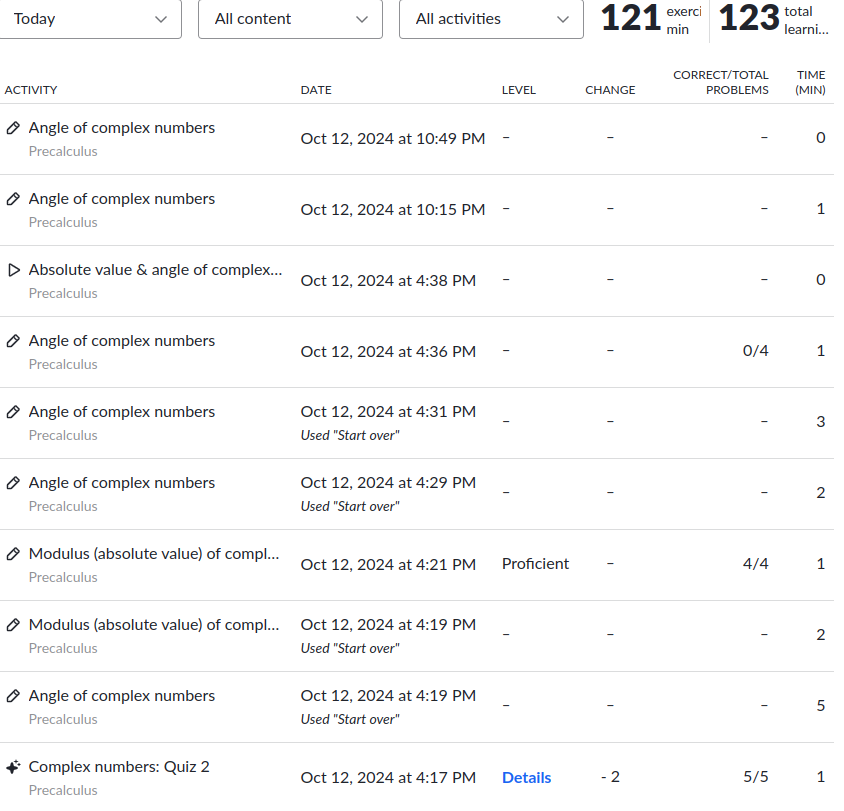 Today
All content
All activities
121 exerci
min
123 total
learni...
ACTIVITY DATE LEVEL CHANGE CORRECT/TOTAL PROBLEMS TIME (MIN)
Angle of complex numbers Oct 12, 2024 at 10:49 PM – – – 0
Precalculus
Angle of complex numbers Oct 12, 2024 at 10:15 PM – – – 1
Precalculus
Absolute value & angle of complex... Oct 12, 2024 at 4:38 PM – – – 0
Precalculus
Angle of complex numbers Oct 12, 2024 at 4:36 PM – – 0/4 1
Precalculus
Angle of complex numbers Oct 12, 2024 at 4:31 PM – – – 3
Precalculus Used "Start over"
Angle of complex numbers Oct 12, 2024 at 4:29 PM – – – 2
Precalculus Used "Start over"
Modulus (absolute value) of compl... Oct 12, 2024 at 4:21 PM Proficient – 4/4 1
Precalculus
Modulus (absolute value) of compl... Oct 12, 2024 at 4:19 PM – – – 2
Precalculus Used "Start over"
Angle of complex numbers Oct 12, 2024 at 4:19 PM – – – 5
Precalculus Used "Start over"
Complex numbers: Quiz 2 Oct 12, 2024 at 4:17 PM Details - 2 5/5 1
Precalculus